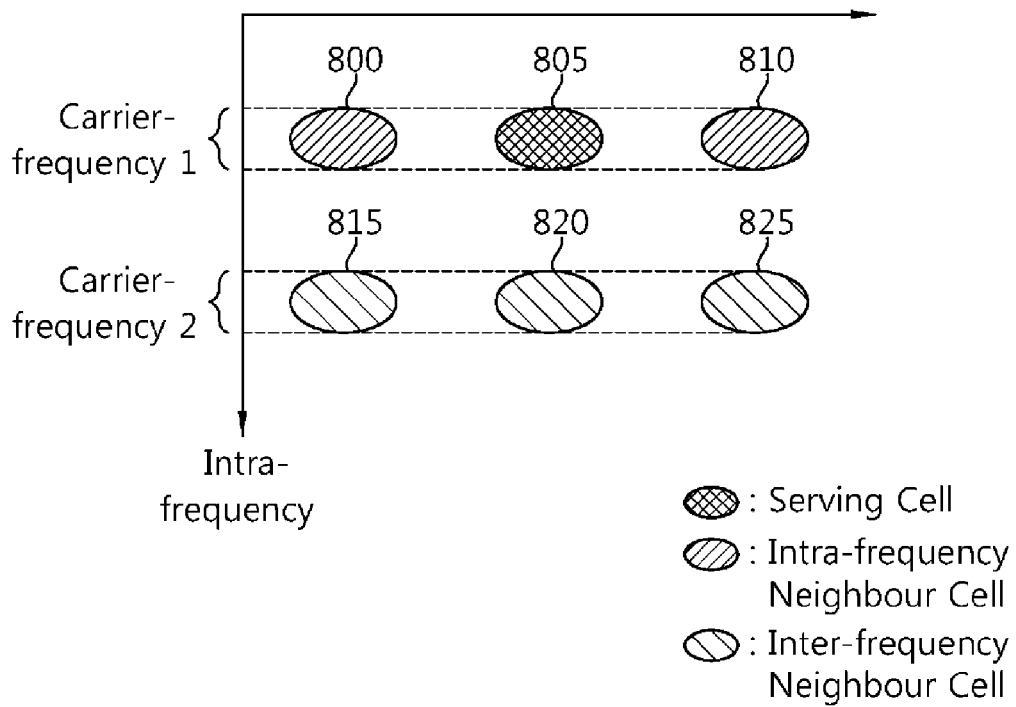 800 805 810
Carrier-
frequency 1
815 820 825
Carrier-
frequency 2
Intra-
frequency
: Serving Cell
: Intra-frequency
Neighbour Cell
: Inter-frequency
Neighbour Cell